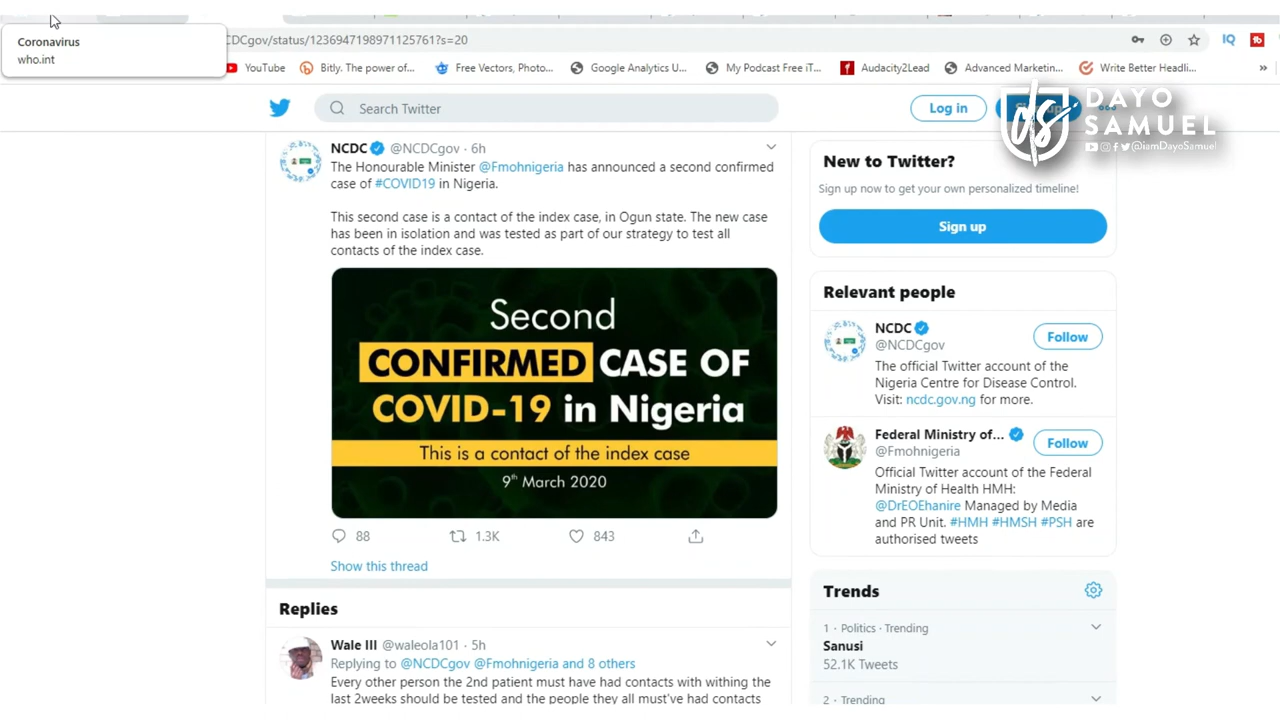 Coronavirus
who.int
CDCgov/status/1236947198971125761?s=20
YouTube
Bitly. The power of...
Free Vectors, Photo...
Google Analytics U...
My Podcast Free iT...
Audacity2Lead
Advanced Marketin...
Write Better Headli...
»
IQ
Search Twitter
Log in
DAYO
SAMUEL
@iamDayoSamuel
NCDC @NCDCgov · 6h
The Honourable Minister @Fmohnigeria has announced a second confirmed
case of #COVID19 in Nigeria.
This second case is a contact of the index case, in Ogun state. The new case
has been in isolation and was tested as part of our strategy to test all
contacts of the index case.
Second
CONFIRMED CASE OF
COVID-19 in Nigeria
This is a contact of the index case
9th March 2020
88
1.3K
843
Show this thread
Replies
Wale III @waleola101 · 5h
Replying to @NCDCgov @Fmohnigeria and 8 others
Every other person the 2nd patient must have had contacts with withing the
last 2weeks should be tested and the people they all must've had contacts
New to Twitter?
Sign up now to get your own personalized timeline!
Sign up
Relevant people
NCDC
@NCDCgov
Follow
The official Twitter account of the
Nigeria Centre for Disease Control.
Visit: ncdc.gov.ng for more.
Federal Ministry of...
@Fmohnigeria
Follow
Official Twitter account of the Federal
Ministry of Health HMH:
@DrEOEhanire Managed by Media
and PR Unit. #HMH #HMSH #PSH are
authorised tweets
Trends
1 · Politics · Trending
Sanusi
52.1K Tweets
2 · Trending